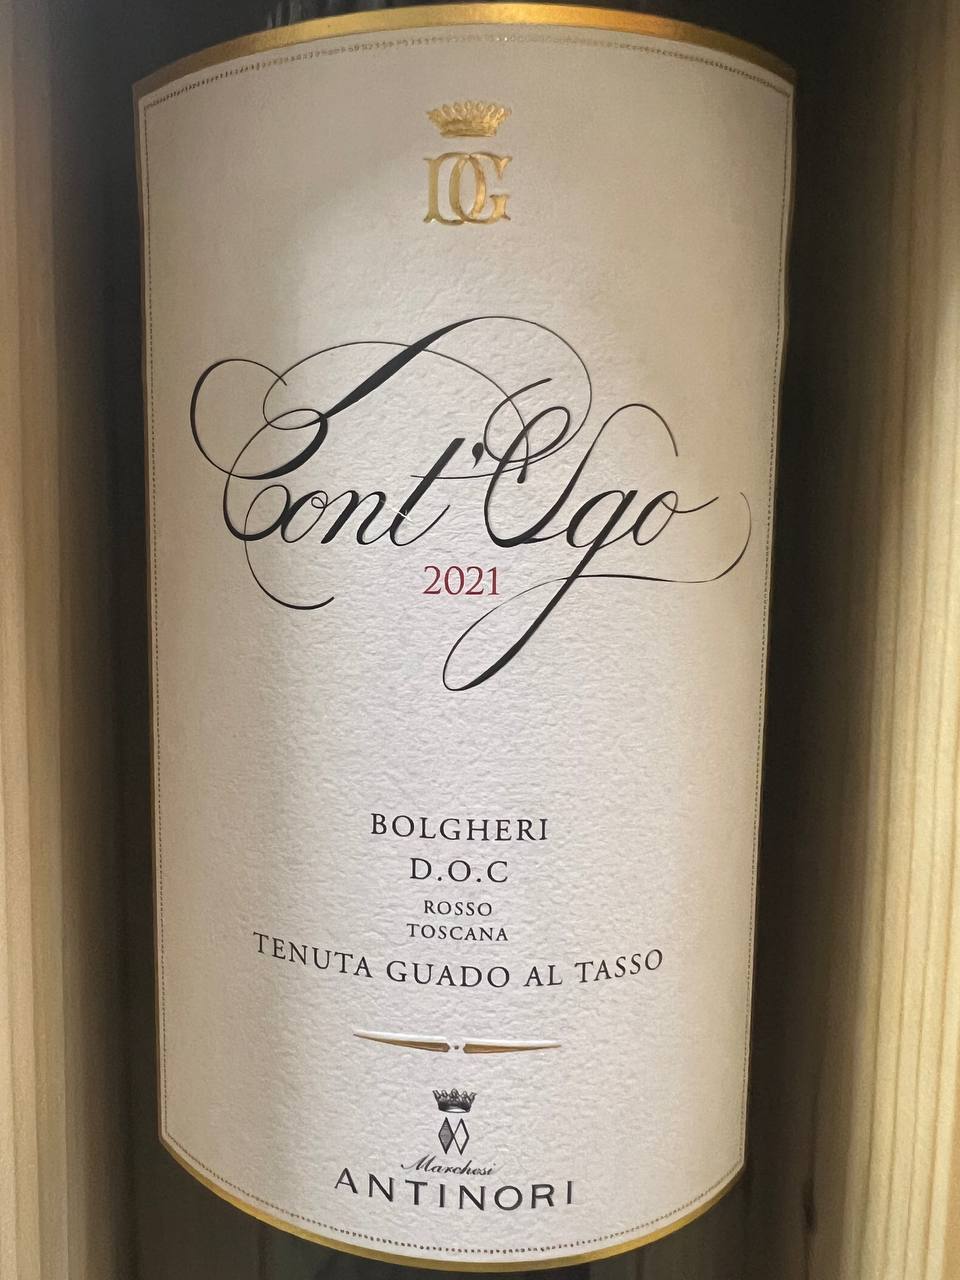 DG
Cont'Ugo
2021
BOLGHERI
D.O.C
ROSSO
TOSCANA
TENUTA GUADO AL TASSO
Marchesi
ANTINORI